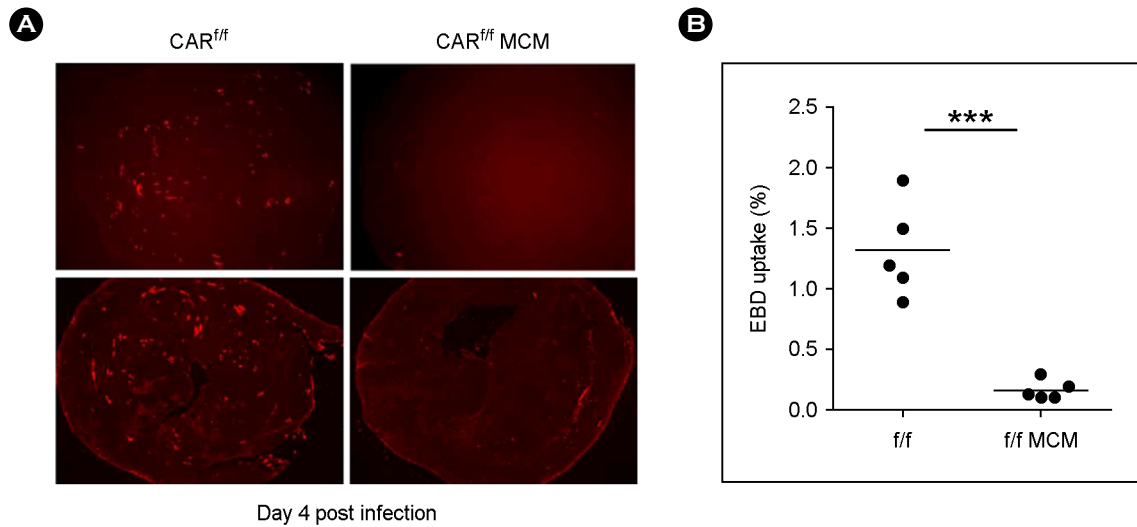 A
CARf/f
CARf/f MCM
Day 4 post infection
B
EBD uptake (%)
2.5
2.0
1.5
1.0
0.5
0.0
***
f/f
f/f MCM